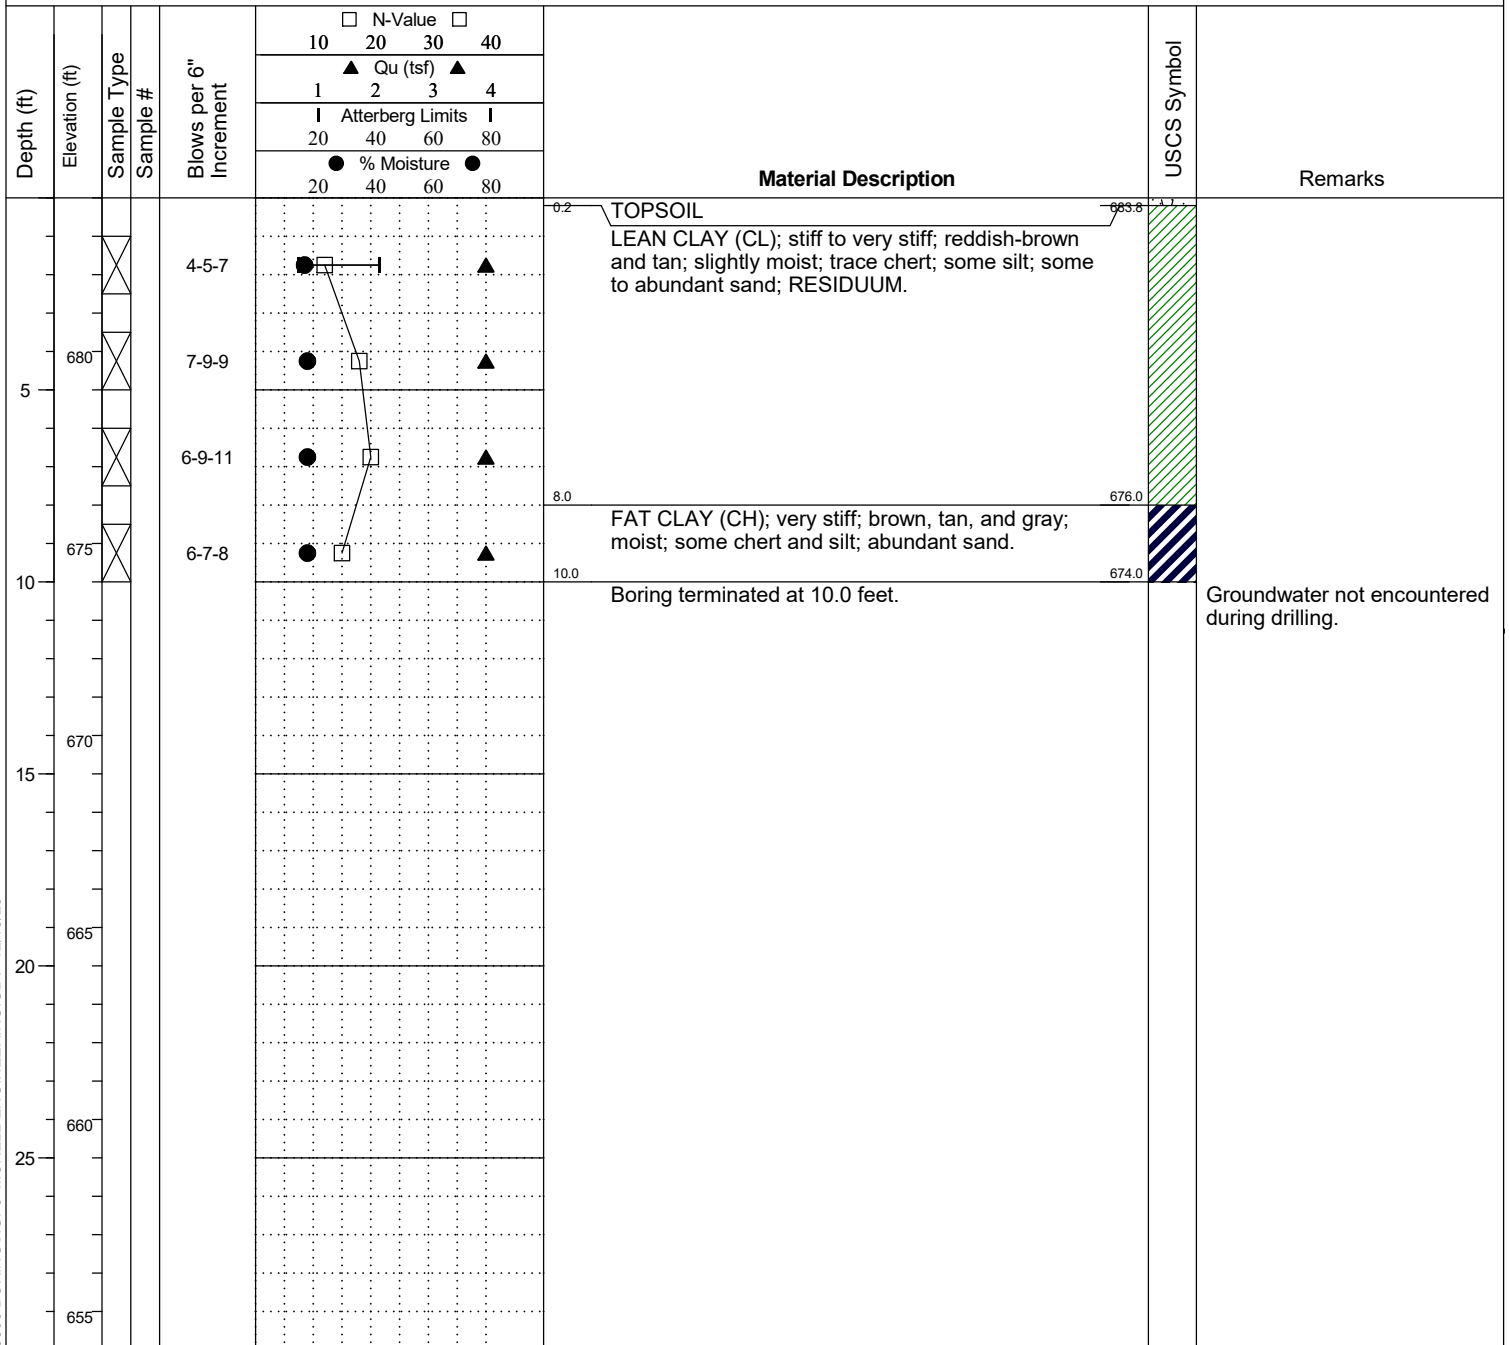 Depth (ft)
Elevation (ft)
Sample Type
Sample #
Blows per 6"
Increment
N-Value
10 20 30 40
Qu (tsf)
1 2 3 4
Atterberg Limits
20 40 60 80
% Moisture
20 40 60 80
Material Description
USCS Symbol
Remarks
0.2 TOPSOIL 683.8
LEAN CLAY (CL); stiff to very stiff; reddish-brown
and tan; slightly moist; trace chert; some silt; some
to abundant sand; RESIDUUM.
4-5-7
680 7-9-9
5
6-9-11
8.0 676.0
FAT CLAY (CH); very stiff; brown, tan, and gray;
moist; some chert and silt; abundant sand.
675 6-7-8
10 10.0 674.0
Boring terminated at 10.0 feet.
Groundwater not encountered
during drilling.
670
15
665
20
660
25
655